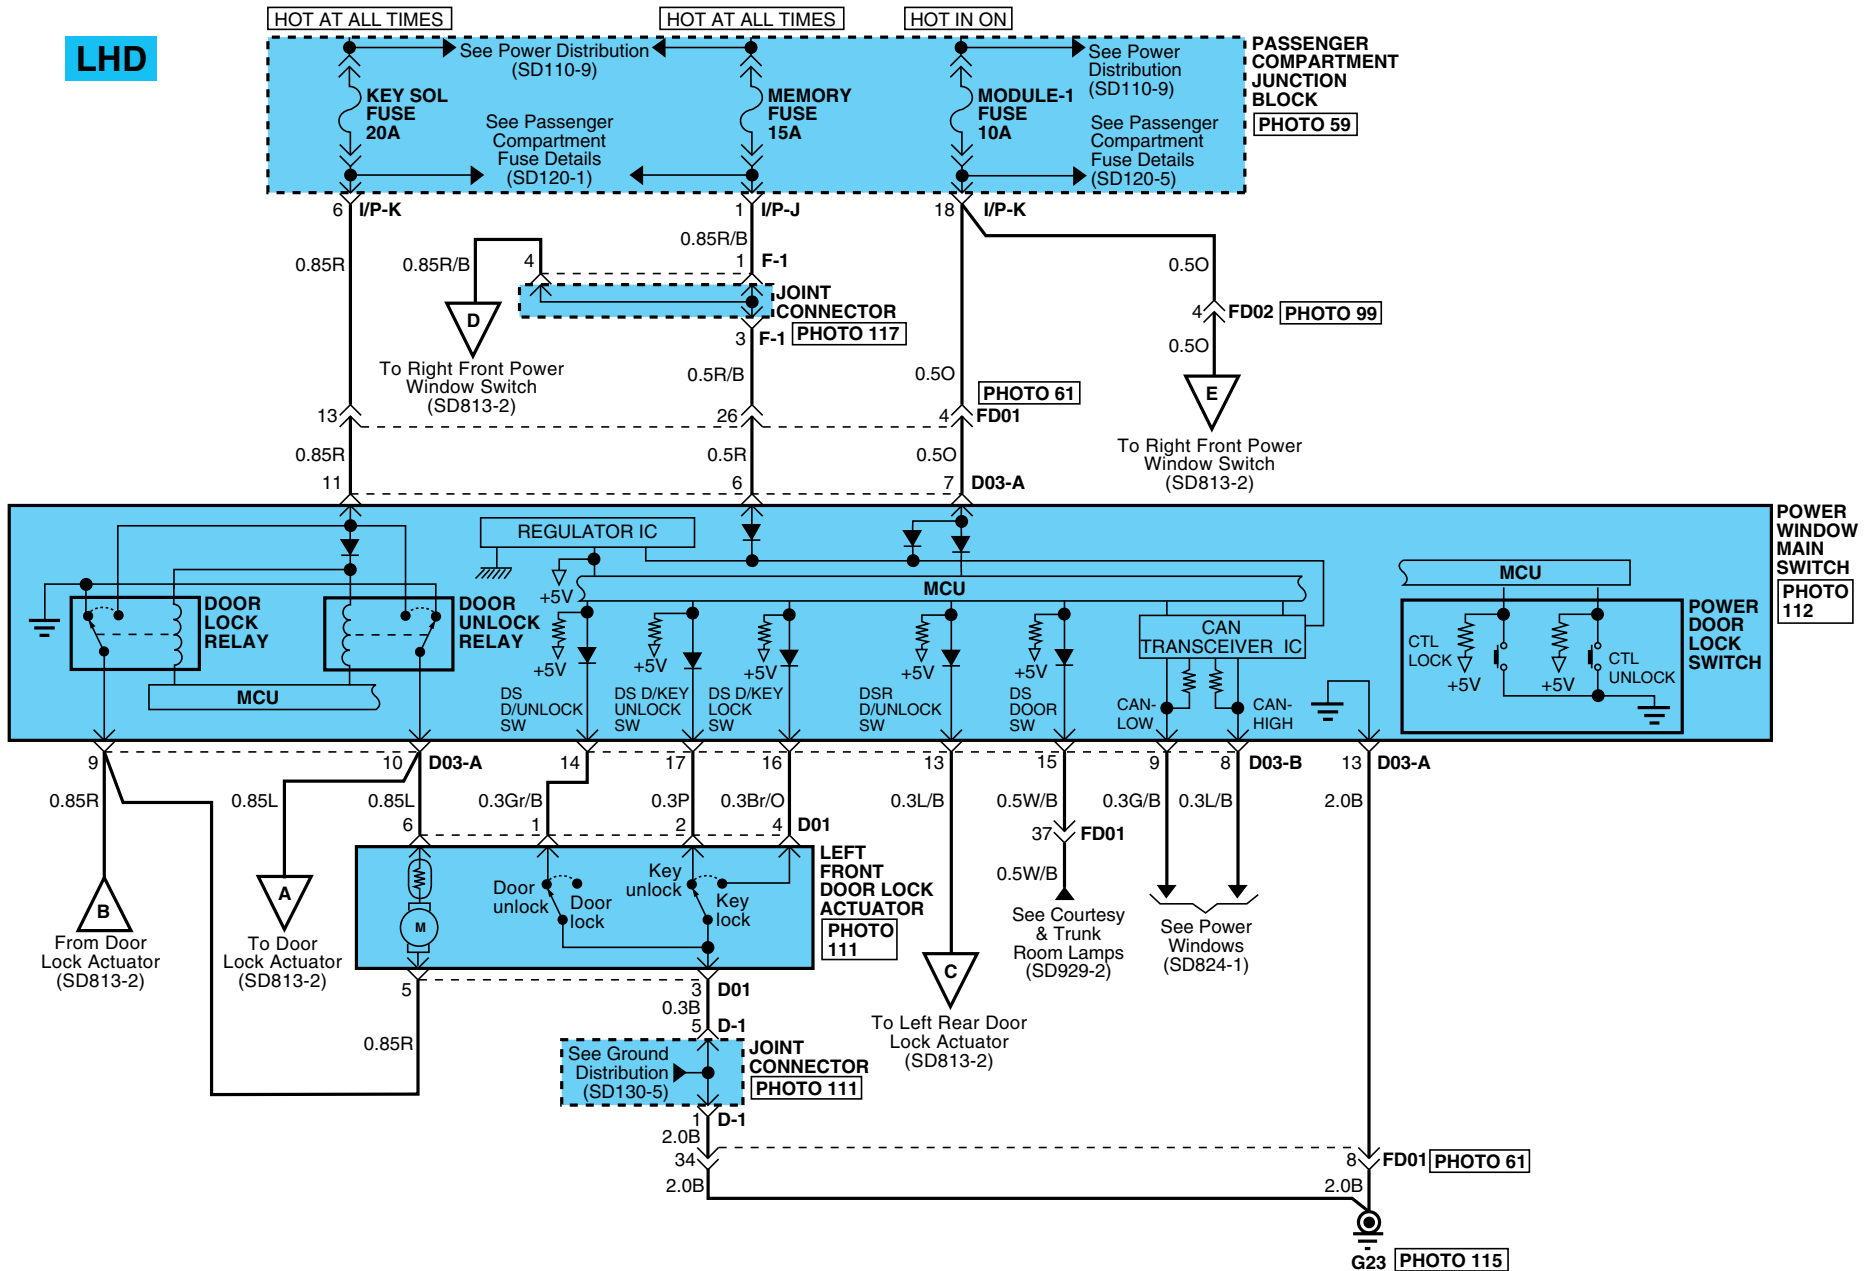 HOT AT ALL TIMES
HOT AT ALL TIMES
HOT IN ON
LHD
See Power Distribution
(SD110-9)
See Power
Distribution
(SD110-9)
PASSENGER
COMPARTMENT
JUNCTION
BLOCK
PHOTO 59
KEY SOL
FUSE
20A
See Passenger
Compartment
Fuse Details
(SD120-1)
MEMORY
FUSE
15A
MODULE-1
FUSE
10A
See Passenger
Compartment
Fuse Details
(SD120-5)
6 I/P-K
1 I/P-J
18 I/P-K
0.85R
0.85R/B
4
0.85R/B
1 F-1
0.5O
D
JOINT
CONNECTOR
PHOTO 117
3 F-1
4 FD02 PHOTO 99
To Right Front Power
Window Switch
(SD813-2)
0.5R/B
0.5O
0.5O
E
PHOTO 61
13
26
4 FD01
To Right Front Power
Window Switch
(SD813-2)
0.85R
0.5R
0.5O
11
6
7 D03-A
POWER
WINDOW
MAIN
SWITCH
PHOTO
112
REGULATOR IC
+5V
MCU
MCU
DOOR
LOCK
RELAY
DOOR
UNLOCK
RELAY
MCU
+5V
+5V
+5V
+5V
+5V
CAN
TRANSCEIVER IC
CTL
LOCK
+5V
+5V
CTL
UNLOCK
POWER
DOOR
LOCK
SWITCH
DS
D/UNLOCK
SW
DS D/KEY
UNLOCK
SW
DS D/KEY
LOCK
SW
DSR
D/UNLOCK
SW
DS
DOOR
SW
CAN-
LOW
CAN-
HIGH
9
10 D03-A
14
17
16
13
15
9
8 D03-B
13 D03-A
0.85R
0.85L
0.85L
0.3Gr/B
0.3P
0.3Br/O
0.3L/B
0.5W/B
0.3G/B
0.3L/B
2.0B
6
1
2
4 D01
37 FD01
B
From Door
Lock Actuator
(SD813-2)
A
To Door
Lock Actuator
(SD813-2)
M
Door
unlock
Door
lock
Key
unlock
Key
lock
LEFT
FRONT
DOOR LOCK
ACTUATOR
PHOTO
111
0.5W/B
See Courtesy
& Trunk
Room Lamps
(SD929-2)
See Power
Windows
(SD824-1)
C
To Left Rear Door
Lock Actuator
(SD813-2)
5
3 D01
0.3B
5 D-1
0.85R
See Ground
Distribution
(SD130-5)
JOINT
CONNECTOR
PHOTO 111
1 D-1
2.0B
34
8 FD01 PHOTO 61
2.0B
2.0B
G23 PHOTO 115